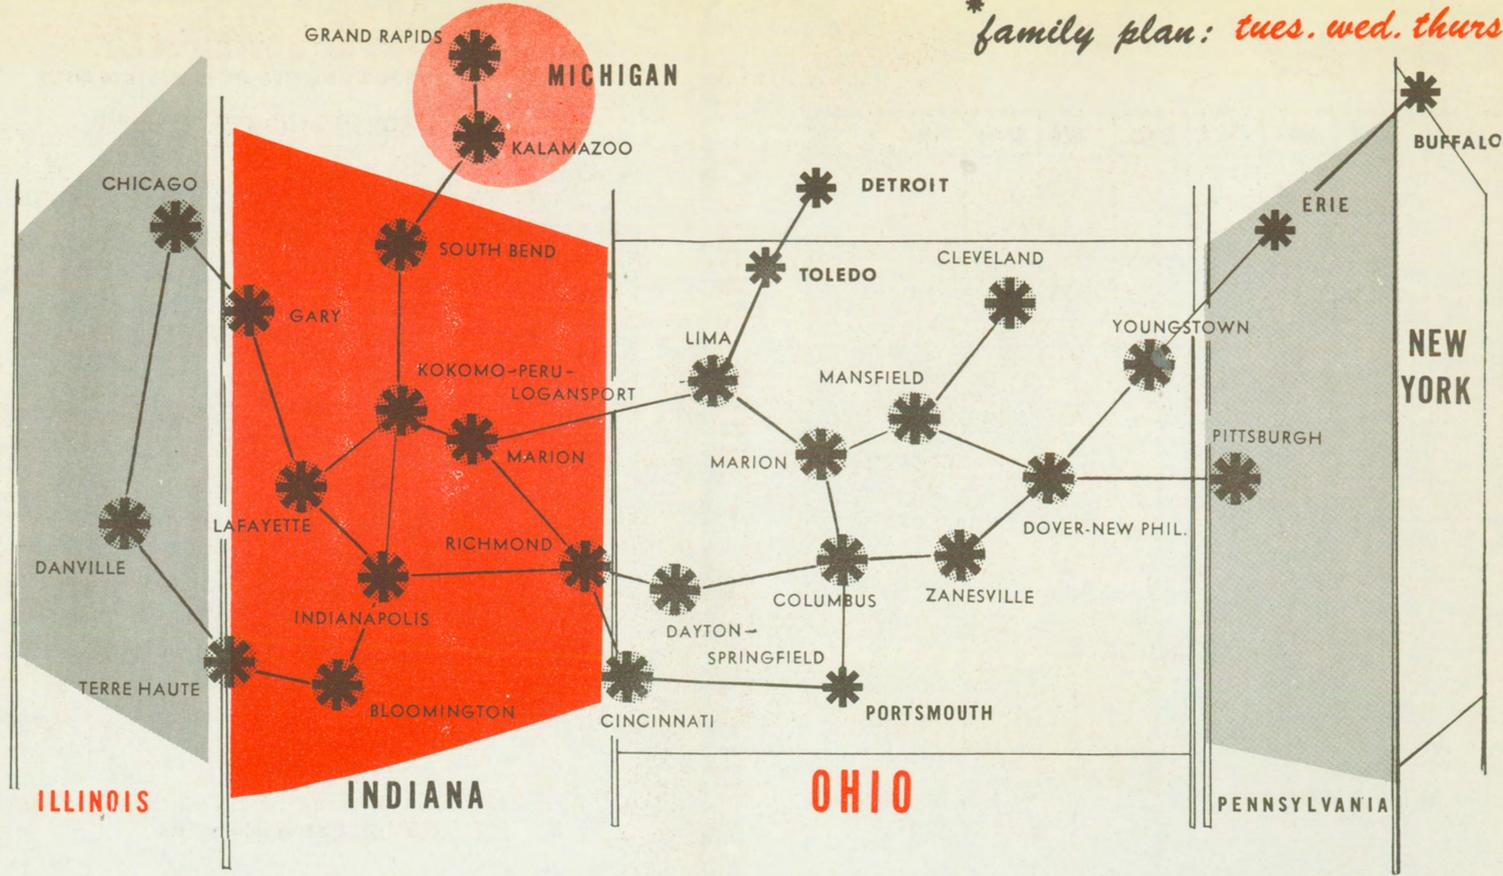 *family plan: tues. wed. thurs
GRAND RAPIDS
MICHIGAN
KALAMAZOO
BUFFALO
CHICAGO
DETROIT
ERIE
SOUTH BEND
TOLEDO
CLEVELAND
GARY
YOUNGSTOWN
LIMA
NEW
YORK
KOKOMO-PERU-
LOGANSPORT
MANSFIELD
MARION
MARION
PITTSBURGH
LAFAYETTE
DOVER-NEW PHIL.
RICHMOND
DANVILLE
INDIANAPOLIS
COLUMBUS
ZANESVILLE
DAYTON-
SPRINGFIELD
TERRE HAUTE
BLOOMINGTON
CINCINNATI
PORTSMOUTH
ILLINOIS
INDIANA
OHIO
PENNSYLVANIA